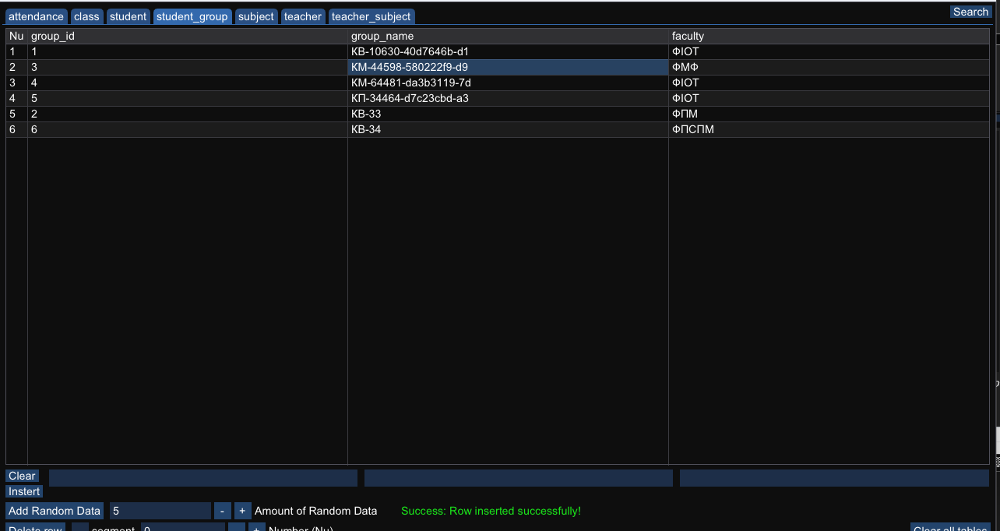 attendance class student student_group subject teacher teacher_subject Search
Nu group_id group_name faculty
1 1 КВ-10630-40d7646b-d1 ФІОТ
2 3 КМ-44598-580222f9-d9 ФМФ
3 4 КМ-64481-da3b3119-7d ФІОТ
4 5 КП-34464-d7c23cbd-a3 ФІОТ
5 2 КВ-33 ФПМ
6 6 КВ-34 ФПСПМ
Clear
Instert
Add Random Data 5 - + Amount of Random Data Success: Row inserted successfully!
Delete row segment 0 - + Number (Nu) Clear all tables